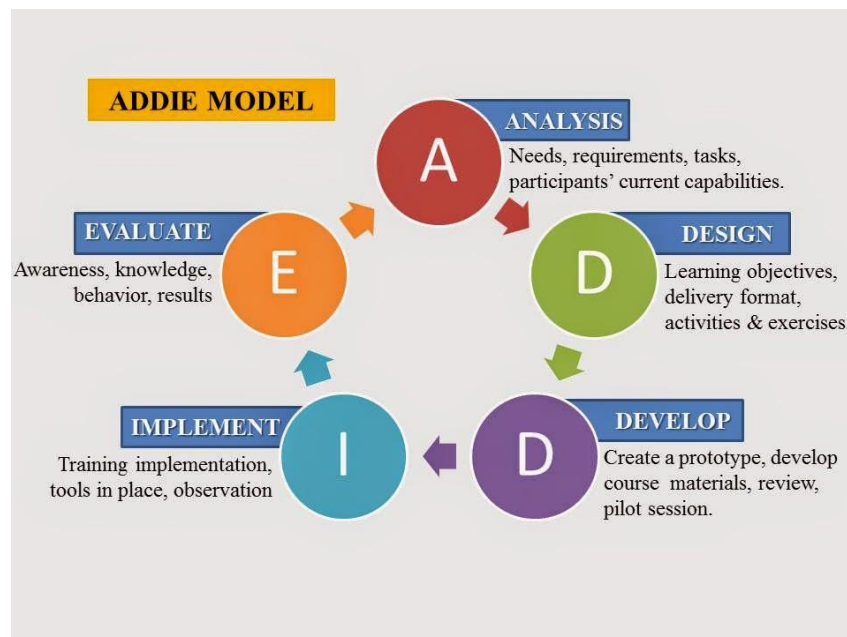 ADDIE MODEL
A
ANALYSIS
Needs, requirements, tasks,
participants’ current capabilities.
D
DESIGN
Learning objectives,
delivery format,
activities & exercises
D
DEVELOP
Create a prototype, develop
course materials, review,
pilot session.
I
IMPLEMENT
Training implementation,
tools in place, observation
E
EVALUATE
Awareness, knowledge,
behavior, results